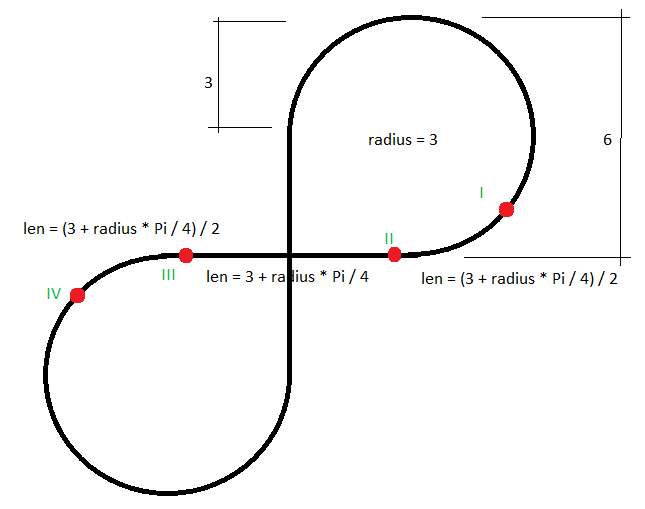 3
radius = 3
6
I
len = (3 + radius * Pi / 4) / 2
II
III
len = 3 + radius * Pi / 4
len = (3 + radius * Pi / 4) / 2
IV